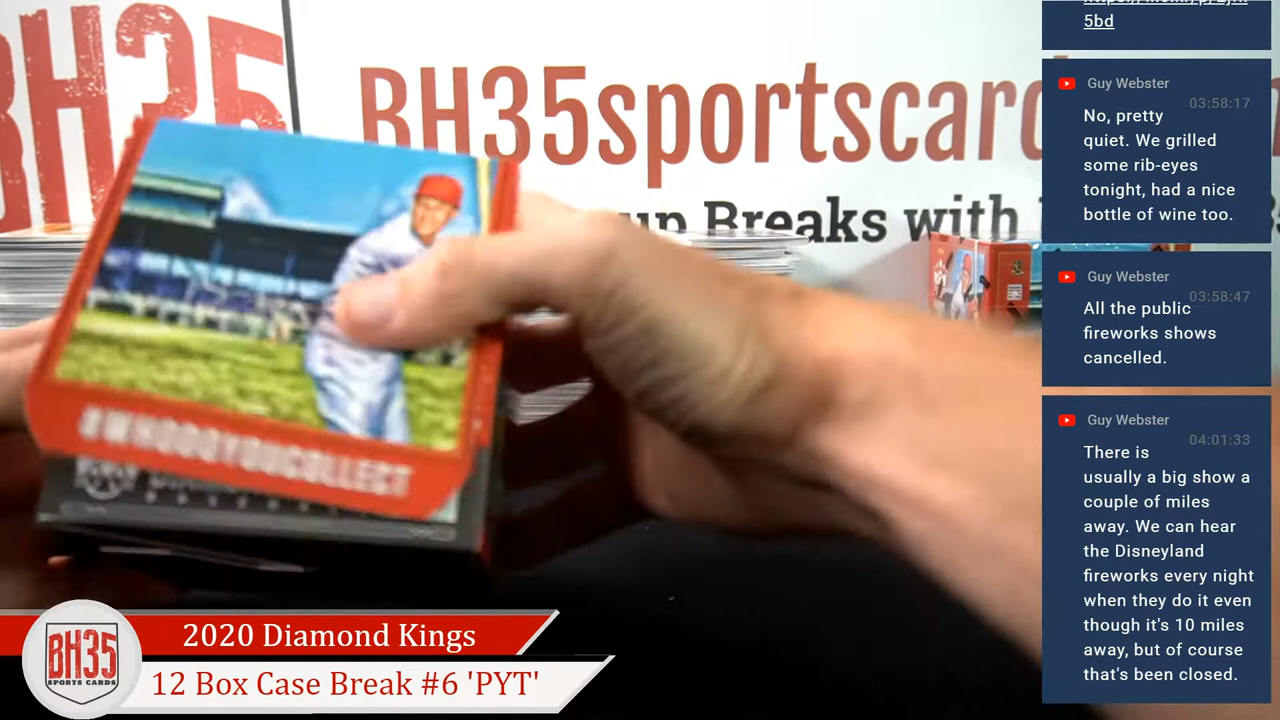 BH35
BH35sportscar
up Breaks with
#WHODOYOUCOLLECT
2020 Diamond Kings
12 Box Case Break #6 'PYT'
BH35
SPORTS CARDS
5bd
Guy Webster
03:58:17
No, pretty
quiet. We grilled
some rib-eyes
tonight, had a nice
bottle of wine too.
Guy Webster
03:58:47
All the public
fireworks shows
cancelled.
Guy Webster
04:01:33
There is
usually a big show a
couple of miles
away. We can hear
the Disneyland
fireworks every night
when they do it even
though it's 10 miles
away, but of course
that's been closed.